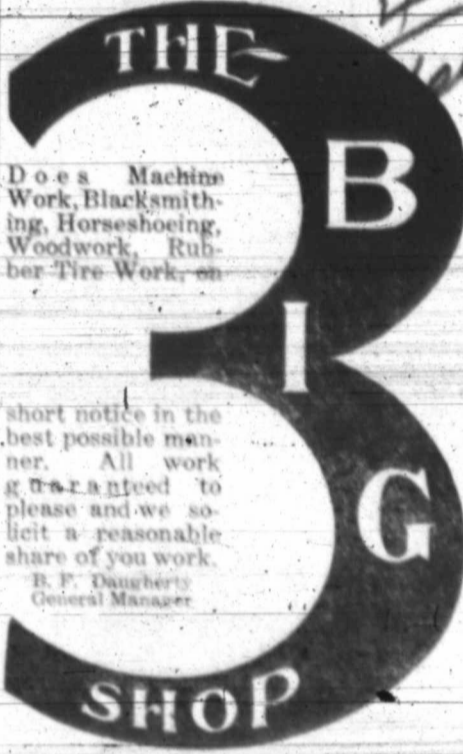 THE
BIG
Does Machine
Work, Blacksmith-
ing, Horseshoeing,
Woodwork, Rub-
ber Tire Work, on
short notice in the
best possible man-
ner. All work
guaranteed to
please and we so-
licit a reasonable
share of you work.
B. F. Daugherty
General Manager
3
SHOP